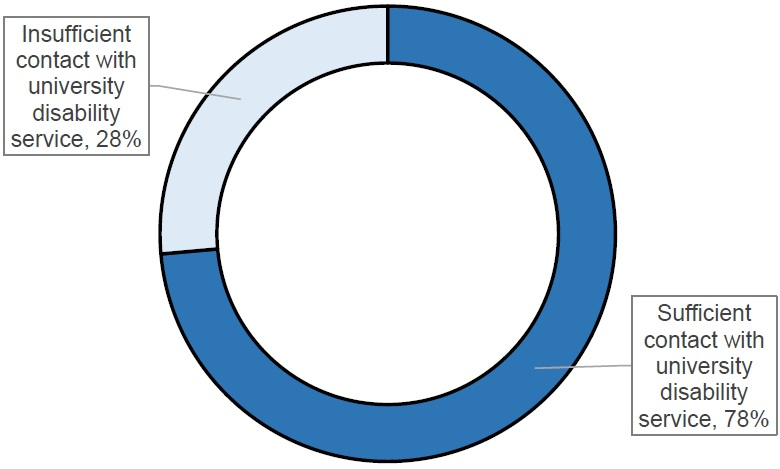 Insufficient
contact with
university
disability
service, 28%
Sufficient
contact with
university
disability
service, 78%